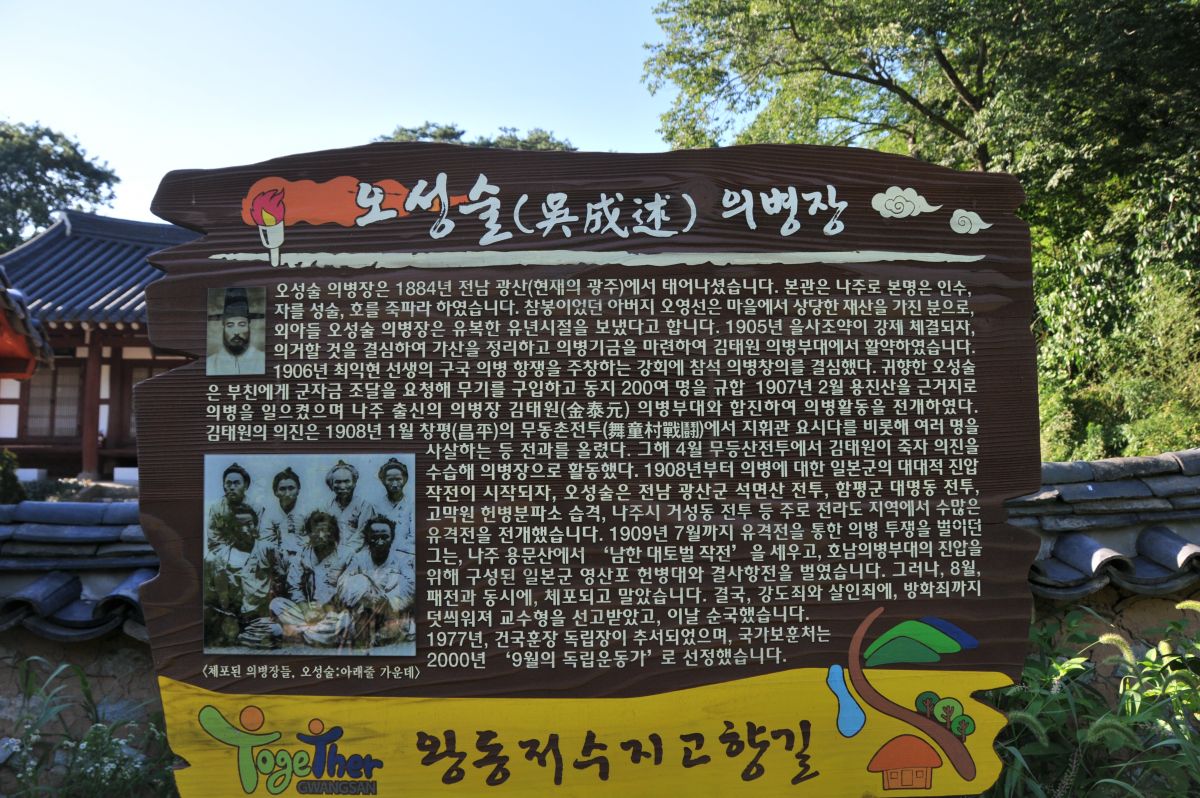 오성술(吳成述) 의병장
오성술 의병장은 1884년 전남 광산(현재의 광주)에서 태어나셨습니다. 본관은 나주로 본명은 인수,
자를 성술, 호를 죽파라 하였습니다. 참봉이었던 아버지 오영선은 마을에서 상당한 재산을 가진 분으로,
외아들 오성술 의병장은 유복한 유년시절을 보냈다고 합니다. 1905년 을사조약이 강제 체결되자,
의거할 것을 결심하여 가산을 정리하고 의병기금을 마련하여 김태원 의병부대에서 활약하였습니다.
1906년 최익현 선생의 구국 의병 항쟁을 주창하는 강회에 참석 의병창의를 결심했다. 귀향한 오성술
은 부친에게 군자금 조달을 요청해 무기를 구입하고 동지 200여 명을 규합 1907년 2월 용진산을 근거지로
의병을 일으켰으며 나주 출신의 의병장 김태원(金泰元) 의병부대와 합진하여 의병활동을 전개하였다.
김태원의 의진은 1908년 1월 창평(昌平)의 무동촌전투(舞童村戰鬪)에서 지휘관 요시다를 비롯해 여러 명을
사살하는 등 전과를 올렸다. 그해 4월 무등산전투에서 김태원이 죽자 의진을
수습해 의병장으로 활동했다. 1908년부터 의병에 대한 일본군의 대대적 진압
작전이 시작되자, 오성술은 전남 광산군 석면산 전투, 함평군 대명동 전투,
고막원 헌병분파소 습격, 나주시 거성동 전투 등 주로 전라도 지역에서 수많은
유격전을 전개했습니다. 1909년 7월까지 유격전을 통한 의병 투쟁을 벌이던
그는, 나주 용문산에서 ‘남한 대토벌 작전’을 세우고, 호남의병부대의 진압을
위해 구성된 일본군 영산포 헌병대와 결사항전을 벌였습니다. 그러나, 8월,
패전과 동시에, 체포되고 말았습니다. 결국, 강도죄와 살인죄에, 방화죄까지
덧씌워져 교수형을 선고받았고, 이날 순국했습니다.
1977년, 건국훈장 독립장이 추서되었으며, 국가보훈처는
2000년 ‘9월의 독립운동가’로 선정했습니다.
<체포된 의병장들. 오성술:아래줄 가운데>
TogeTher
GWANGSAN
왕동저수지고향길